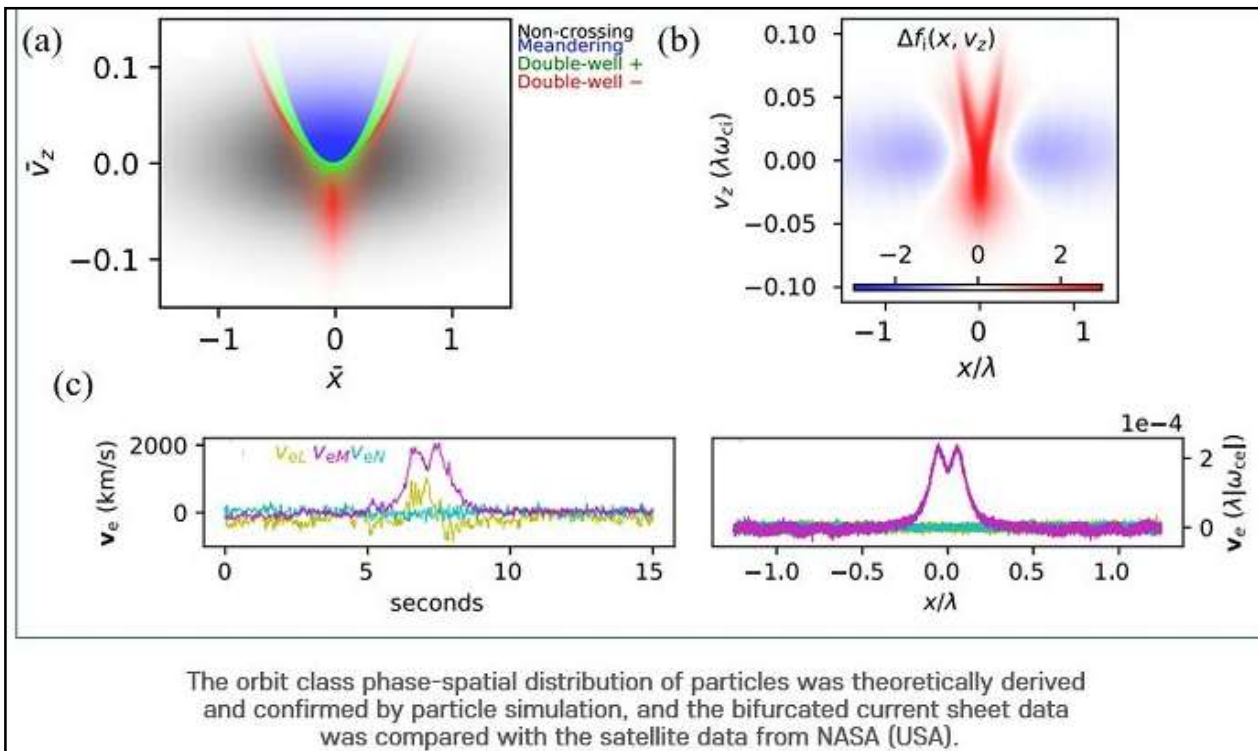 (a)
Non-crossing
Meandering
Double-well +
Double-well −
0.1
0.0
−0.1
v̄z
−1
0
1
x̄
(b)
Δfi(x, vz)
0.10
0.05
0.00
−0.05
−0.10
vz (λωci)
−2
0
2
−1
0
1
x/λ
(c)
2000
0
ve (km/s)
veL veM veN
0
5
10
15
seconds
1e−4
2
0
ve (λ|ωce|)
−1.0
−0.5
0.0
0.5
1.0
x/λ
The orbit class phase-spatial distribution of particles was theoretically derived
and confirmed by particle simulation, and the bifurcated current sheet data
was compared with the satellite data from NASA (USA).